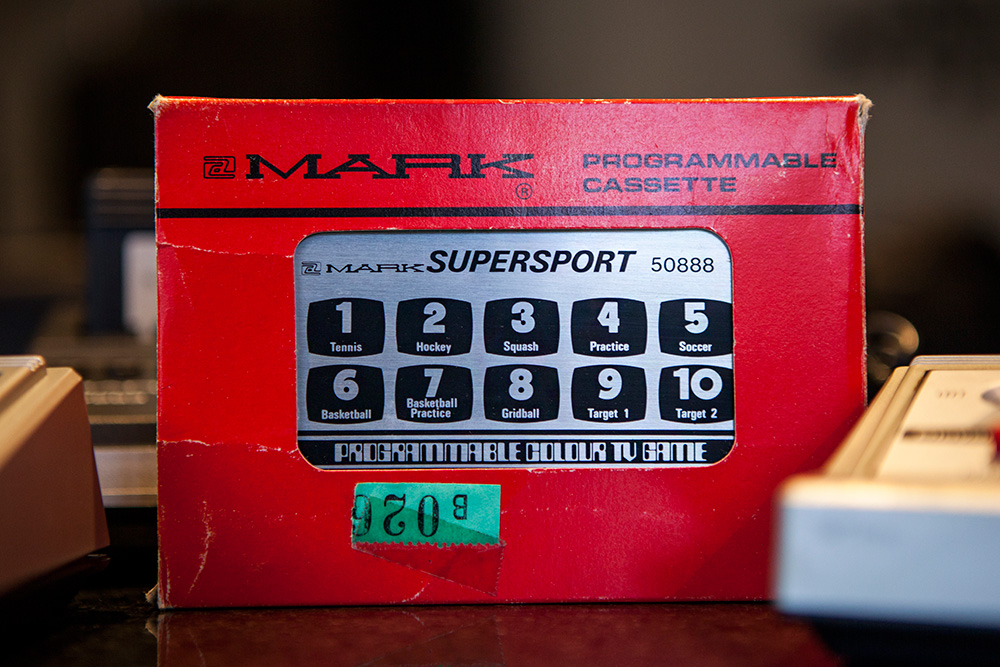 a MARK ® PROGRAMMABLE
CASSETTE
a MARK SUPERSPORT 50888
1 2 3 4 5
Tennis Hockey Squash Practice Soccer
6 7 8 9 10
Basketball Basketball Practice Gridball Target 1 Target 2
PROGRAMMABLE COLOUR TV GAME
B026